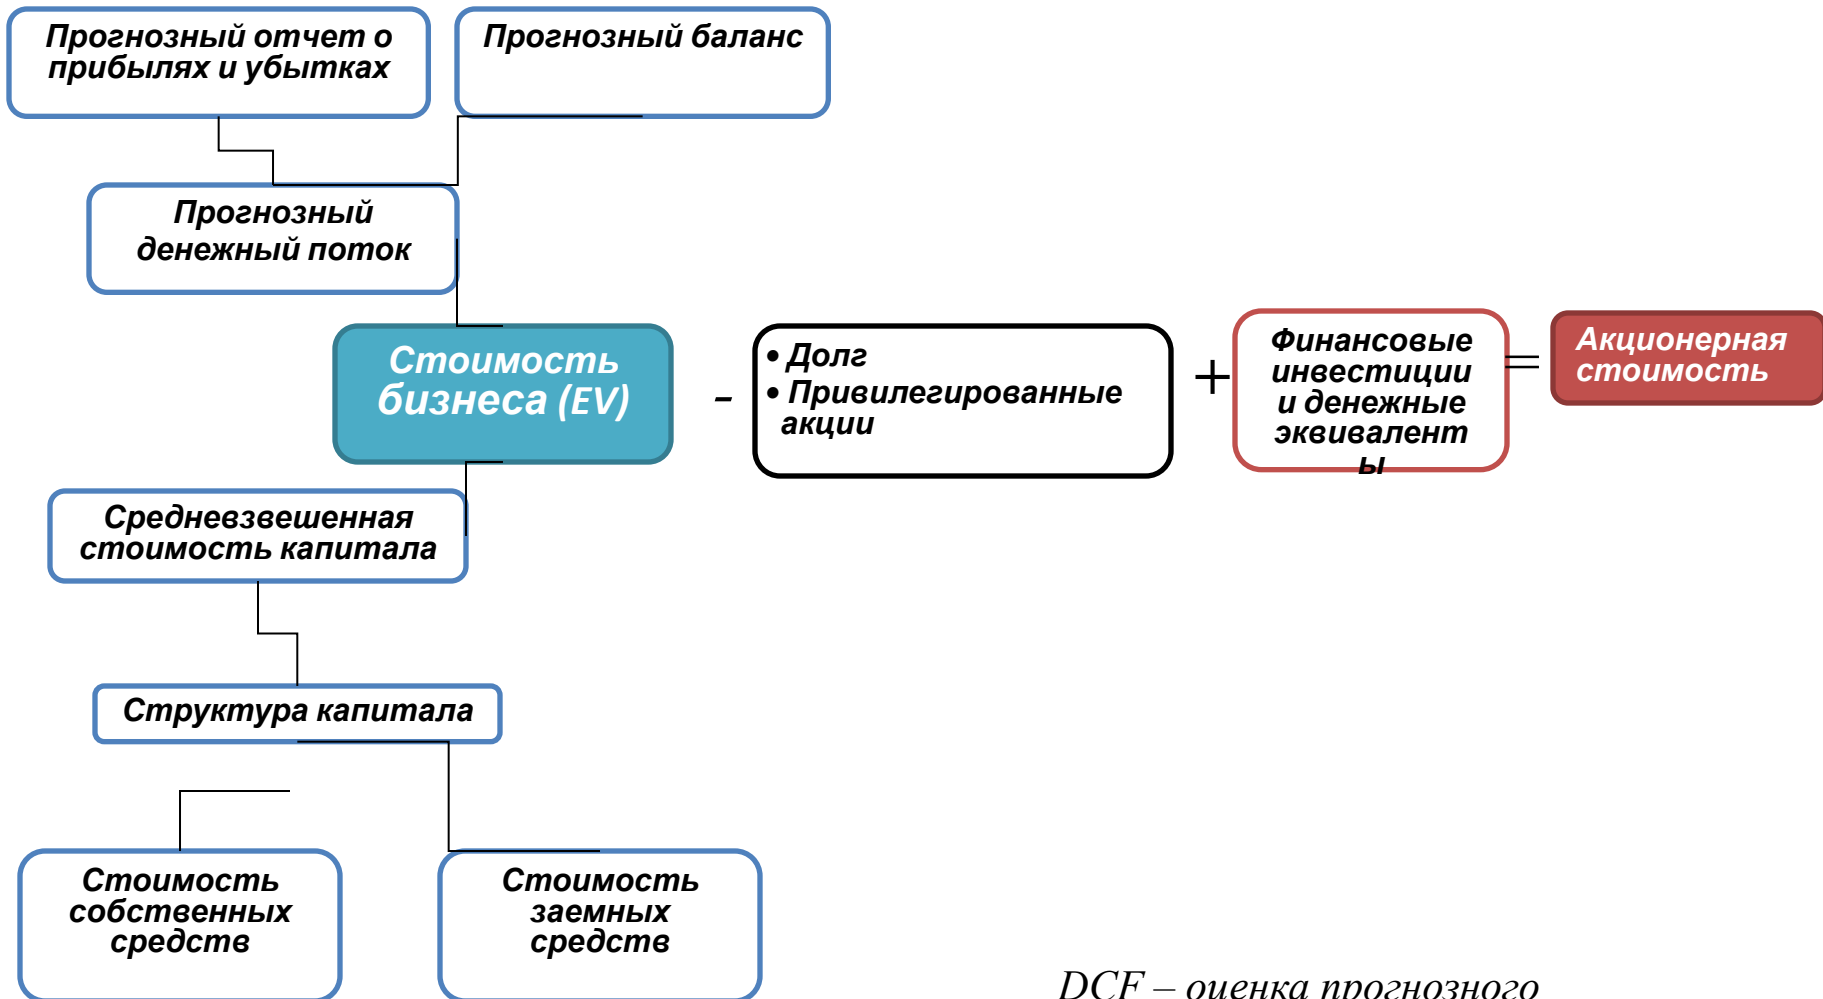 Прогнозный отчет о
прибылях и убытках
Прогнозный баланс
Прогнозный
денежный поток
Стоимость
бизнеса (EV)
-
• Долг
• Привилегированные
акции
+
Финансовые
инвестиции
и денежные
эквивалент
ы
=
Акционерная
стоимость
Средневзвешенная
стоимость капитала
Структура капитала
Стоимость
собственных
средств
Стоимость
заемных
средств
DCF – оценка прогнозного